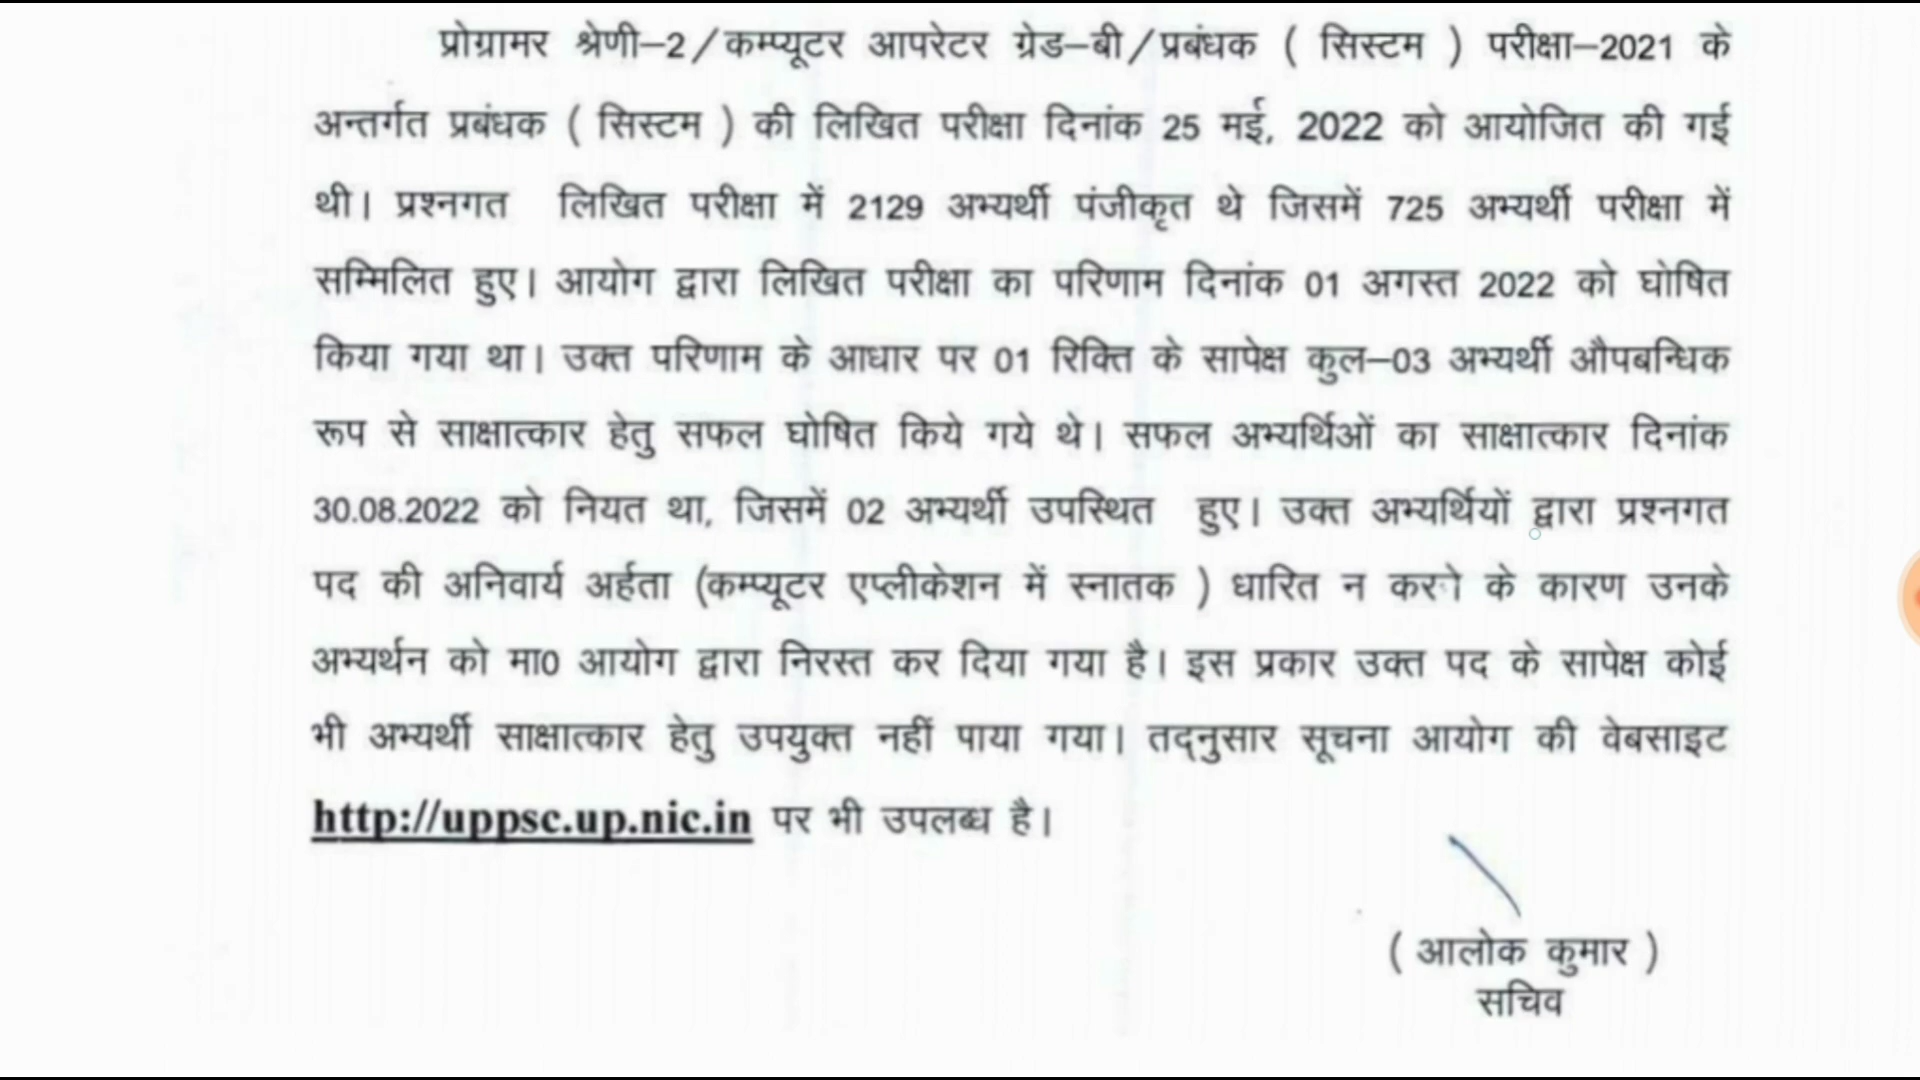 प्रोग्रामर श्रेणी–2/कम्प्यूटर आपरेटर ग्रेड–बी/प्रबंधक ( सिस्टम ) परीक्षा–2021 के
अन्तर्गत प्रबंधक ( सिस्टम ) की लिखित परीक्षा दिनांक 25 मई, 2022 को आयोजित की गई
थी। प्रश्नगत लिखित परीक्षा में 2129 अभ्यर्थी पंजीकृत थे जिसमें 725 अभ्यर्थी परीक्षा में
सम्मिलित हुए। आयोग द्वारा लिखित परीक्षा का परिणाम दिनांक 01 अगस्त 2022 को घोषित
किया गया था। उक्त परिणाम के आधार पर 01 रिक्ति के सापेक्ष कुल–03 अभ्यर्थी औपबन्धिक
रूप से साक्षात्कार हेतु सफल घोषित किये गये थे। सफल अभ्यर्थिओं का साक्षात्कार दिनांक
30.08.2022 को नियत था, जिसमें 02 अभ्यर्थी उपस्थित हुए। उक्त अभ्यर्थियों द्वारा प्रश्नगत
पद की अनिवार्य अर्हता (कम्प्यूटर एप्लीकेशन में स्नातक ) धारित न करने के कारण उनके
अभ्यर्थन को मा0 आयोग द्वारा निरस्त कर दिया गया है। इस प्रकार उक्त पद के सापेक्ष कोई
भी अभ्यर्थी साक्षात्कार हेतु उपयुक्त नहीं पाया गया। तद्नुसार सूचना आयोग की वेबसाइट
http://uppsc.up.nic.in पर भी उपलब्ध है।
( आलोक कुमार )
सचिव